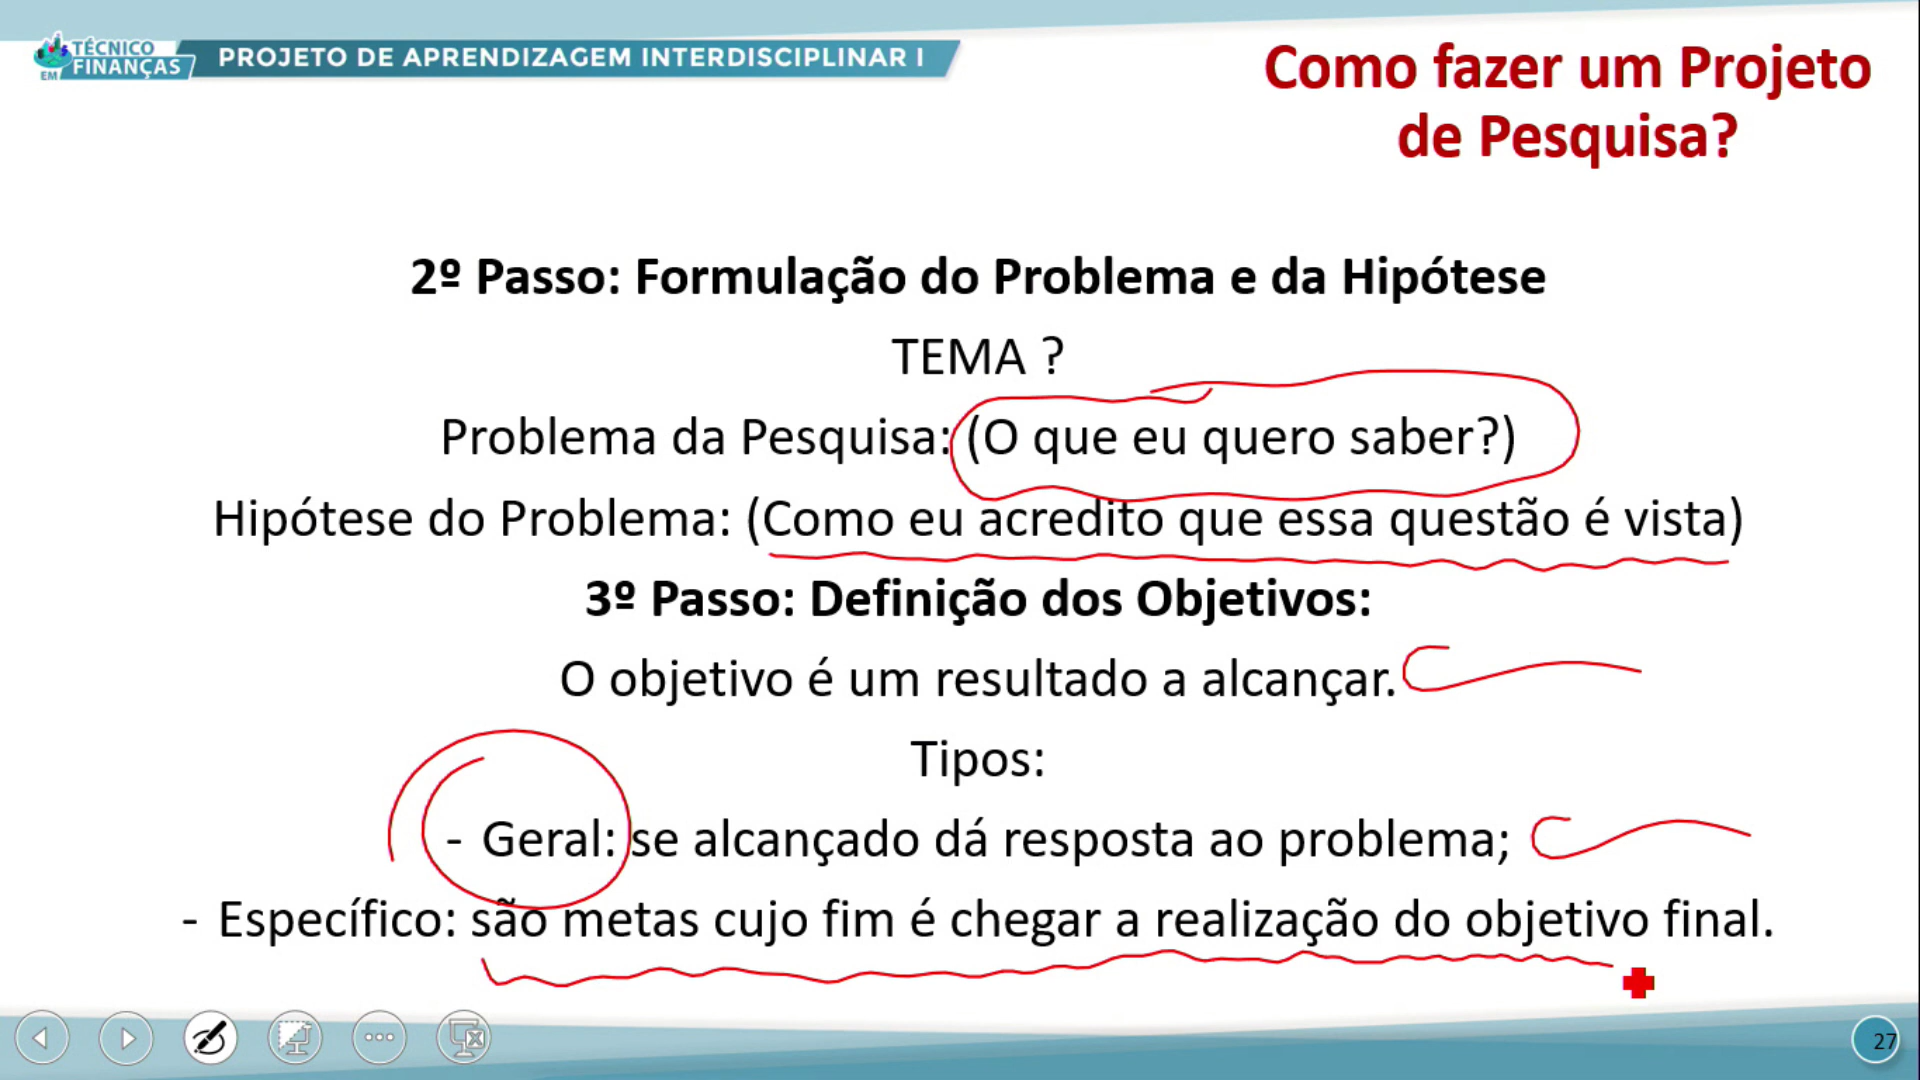 TÉCNICO
EM FINANÇAS
PROJETO DE APRENDIZAGEM INTERDISCIPLINAR I
Como fazer um Projeto
de Pesquisa?
2º Passo: Formulação do Problema e da Hipótese
TEMA ?
Problema da Pesquisa: (O que eu quero saber?)
Hipótese do Problema: (Como eu acredito que essa questão é vista)
3º Passo: Definição dos Objetivos:
O objetivo é um resultado a alcançar.
Tipos:
- Geral: se alcançado dá resposta ao problema;
- Específico: são metas cujo fim é chegar a realização do objetivo final.
27